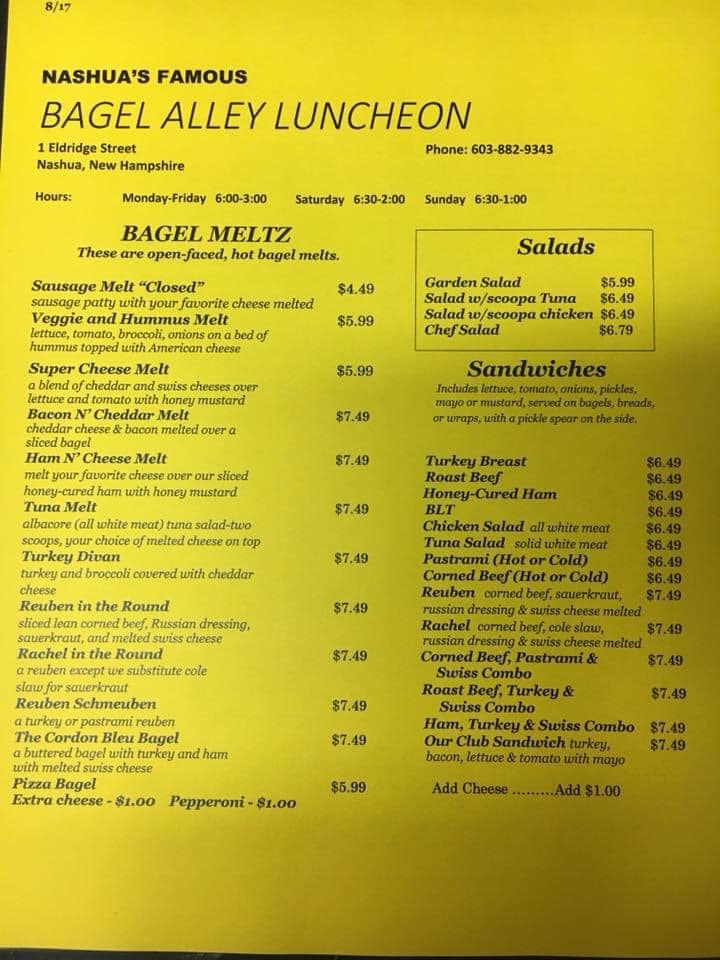 8/17
NASHUA'S FAMOUS
BAGEL ALLEY LUNCHEON
1 Eldridge Street
Nashua, New Hampshire
Phone: 603-882-9343
Hours: Monday-Friday 6:00-3:00 Saturday 6:30-2:00 Sunday 6:30-1:00
BAGEL MELTZ
These are open-faced, hot bagel melts.
Sausage Melt "Closed" $4.49
sausage patty with your favorite cheese melted
Veggie and Hummus Melt $5.99
lettuce, tomato, broccoli, onions on a bed of
hummus topped with American cheese
Super Cheese Melt $5.99
a blend of cheddar and swiss cheeses over
lettuce and tomato with honey mustard
Bacon N' Cheddar Melt $7.49
cheddar cheese & bacon melted over a
sliced bagel
Ham N' Cheese Melt $7.49
melt your favorite cheese over our sliced
honey-cured ham with honey mustard
Tuna Melt $7.49
albacore (all white meat) tuna salad-two
scoops, your choice of melted cheese on top
Turkey Divan $7.49
turkey and broccoli covered with cheddar
cheese
Reuben in the Round $7.49
sliced lean corned beef, Russian dressing,
sauerkraut, and melted swiss cheese
Rachel in the Round $7.49
a reuben except we substitute cole
slaw for sauerkraut
Reuben Schmeuben $7.49
a turkey or pastrami reuben
The Cordon Bleu Bagel $7.49
a buttered bagel with turkey and ham
with melted swiss cheese
Pizza Bagel $5.99
Extra cheese - $1.00 Pepperoni - $1.00
Salads
Garden Salad $5.99
Salad w/scoopa Tuna $6.49
Salad w/scoopa chicken $6.49
Chef Salad $6.79
Sandwiches
Includes lettuce, tomato, onions, pickles,
mayo or mustard, served on bagels, breads,
or wraps, with a pickle spear on the side.
Turkey Breast $6.49
Roast Beef $6.49
Honey-Cured Ham $6.49
BLT $6.49
Chicken Salad all white meat $6.49
Tuna Salad solid white meat $6.49
Pastrami (Hot or Cold) $6.49
Corned Beef (Hot or Cold) $6.49
Reuben corned beef, sauerkraut, $7.49
russian dressing & swiss cheese melted
Rachel corned beef, cole slaw, $7.49
russian dressing & swiss cheese melted
Corned Beef, Pastrami & $7.49
Swiss Combo
Roast Beef, Turkey & $7.49
Swiss Combo
Ham, Turkey & Swiss Combo $7.49
Our Club Sandwich turkey, $7.49
bacon, lettuce & tomato with mayo
Add Cheese .........Add $1.00